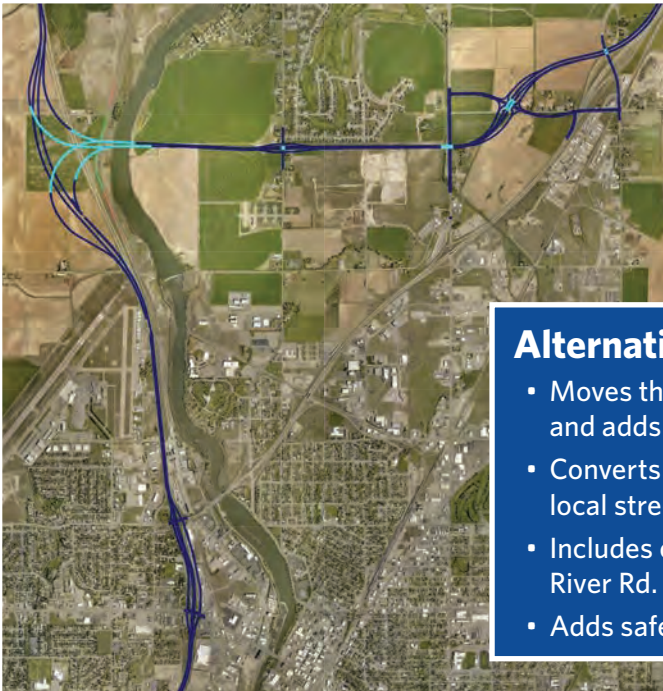 Alternati
• Moves th
and adds
• Converts
local stre
• Includes
River Rd.
• Adds safe